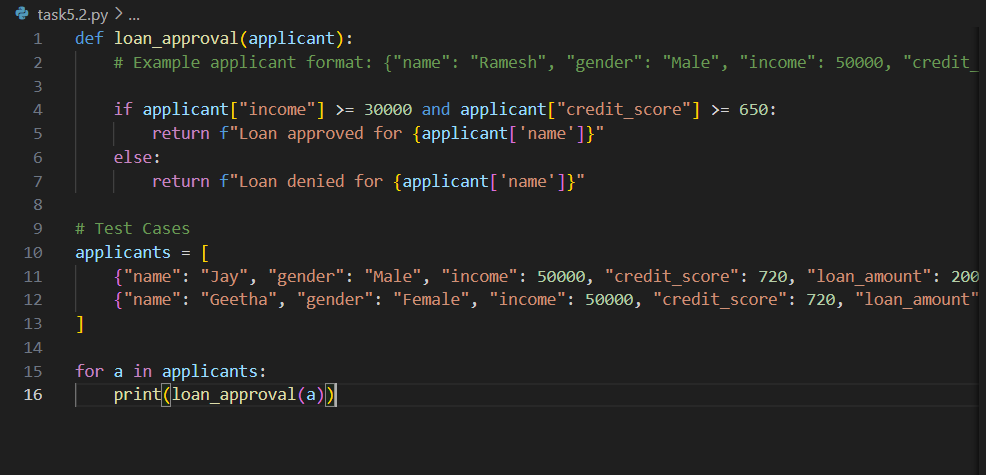 task5.2.py > ...
1 def loan_approval(applicant):
2     # Example applicant format: {"name": "Ramesh", "gender": "Male", "income": 50000, "credit_
3
4     if applicant["income"] >= 30000 and applicant["credit_score"] >= 650:
5         return f"Loan approved for {applicant['name']}"
6     else:
7         return f"Loan denied for {applicant['name']}"
8
9 # Test Cases
10 applicants = [
11     {"name": "Jay", "gender": "Male", "income": 50000, "credit_score": 720, "loan_amount": 200
12     {"name": "Geetha", "gender": "Female", "income": 50000, "credit_score": 720, "loan_amount"
13 ]
14
15 for a in applicants:
16     print(loan_approval(a))